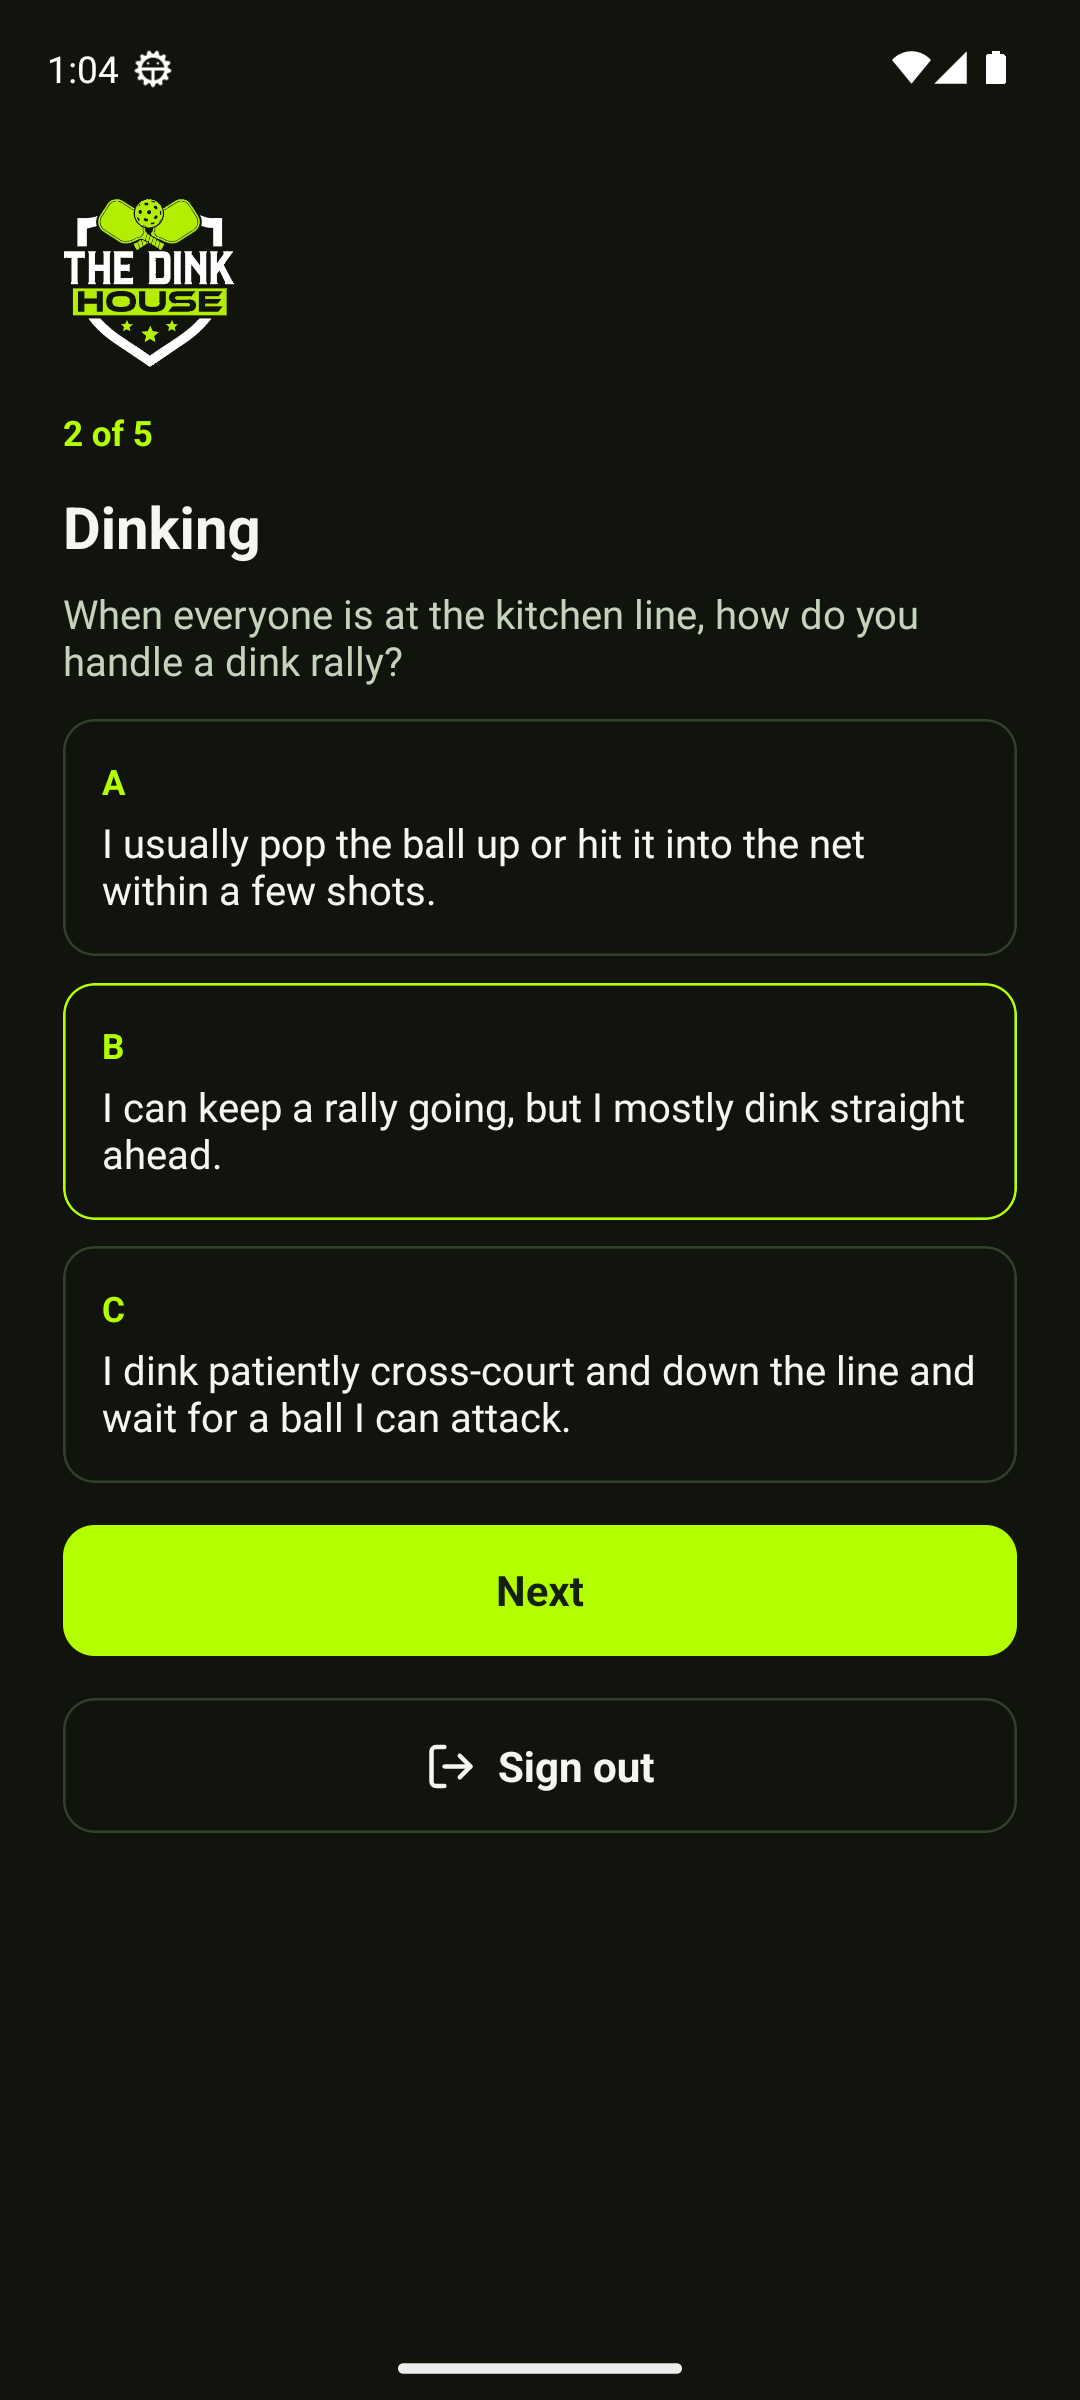 1:04
THE DINK
HOUSE
2 of 5
Dinking
When everyone is at the kitchen line, how do you
handle a dink rally?
A
I usually pop the ball up or hit it into the net
within a few shots.
B
I can keep a rally going, but I mostly dink straight
ahead.
C
I dink patiently cross-court and down the line and
wait for a ball I can attack.
Next
Sign out